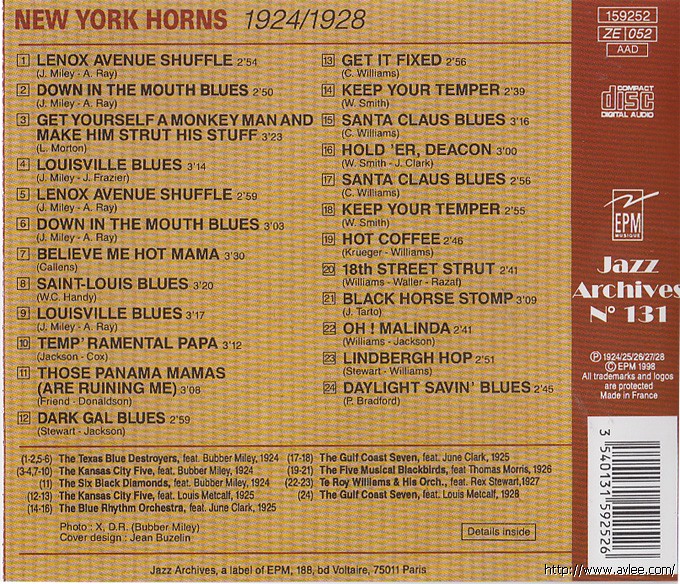 NEW YORK HORNS 1924/1928
1 LENOX AVENUE SHUFFLE 2'54
(J. Miley - A. Ray)
2 DOWN IN THE MOUTH BLUES 2'50
(J. Miley - A. Ray)
3 GET YOURSELF A MONKEY MAN AND
MAKE HIM STRUT HIS STUFF 3'23
(L. Morton)
4 LOUISVILLE BLUES 3'14
(J. Miley - J. Frazier)
5 LENOX AVENUE SHUFFLE 2'59
(J. Miley - A. Ray)
6 DOWN IN THE MOUTH BLUES 3'03
(J. Miley - A. Ray)
7 BELIEVE ME HOT MAMA 3'30
(Callens)
8 SAINT-LOUIS BLUES 3'20
(W.C. Handy)
9 LOUISVILLE BLUES 3'17
(J. Miley - A. Ray)
10 TEMP' RAMENTAL PAPA 3'12
(Jackson - Cox)
11 THOSE PANAMA MAMAS
(ARE RUINING ME) 3'08
(Friend - Donaldson)
12 DARK GAL BLUES 2'59
(Stewart - Jackson)
13 GET IT FIXED 2'56
(C. Williams)
14 KEEP YOUR TEMPER 2'39
(W. Smith)
15 SANTA CLAUS BLUES 3'16
(C. Williams)
16 HOLD 'ER, DEACON 3'00
(W. Smith - J. Clark)
17 SANTA CLAUS BLUES 2'56
(C. Williams)
18 KEEP YOUR TEMPER 2'55
(W. Smith)
19 HOT COFFEE 2'46
(Krueger - Williams)
20 18th STREET STRUT 2'41
(Williams - Waller - Razaf)
21 BLACK HORSE STOMP 3'09
(J. Tarto)
22 OH ! MALINDA 2'41
(Williams - Jackson)
23 LINDBERGH HOP 2'51
(Stewart - Williams)
24 DAYLIGHT SAVIN' BLUES 2'45
(P. Bradford)
(1-2,5-6) The Texas Blue Destroyers, feat. Bubber Miley, 1924
(3-4,7-10) The Kansas City Five, feat. Bubber Miley, 1924
(11) The Six Black Diamonds, feat. Bubber Miley, 1924
(12-13) The Kansas City Five, feat. Louis Metcalf, 1925
(14-16) The Blue Rhythm Orchestra, feat. June Clark, 1925
(17-18) The Gulf Coast Seven, feat. June Clark, 1925
(19-21) The Five Musical Blackbirds, feat Thomas Morris, 1926
(22-23) Te Roy Williams & His Orch., feat. Rex Stewart,1927
(24) The Gulf Coast Seven, feat. Louis Metcalf, 1928
Photo : X, D.R. (Bubber Miley)
Cover design : Jean Buzelin
Details inside
Jazz Archives, a label of EPM, 188, bd Voltaire, 75011 Paris
159252
ZE 052
AAD
COMPACT
disc
DIGITAL AUDIO
EPM
MUSIQUE
Jazz
Archives
N° 131
℗ 1924/25/26/27/28
© EPM 1998
All trademarks and logos
are protected
Made in France
3 540131 592526
http://www.avlee.com/